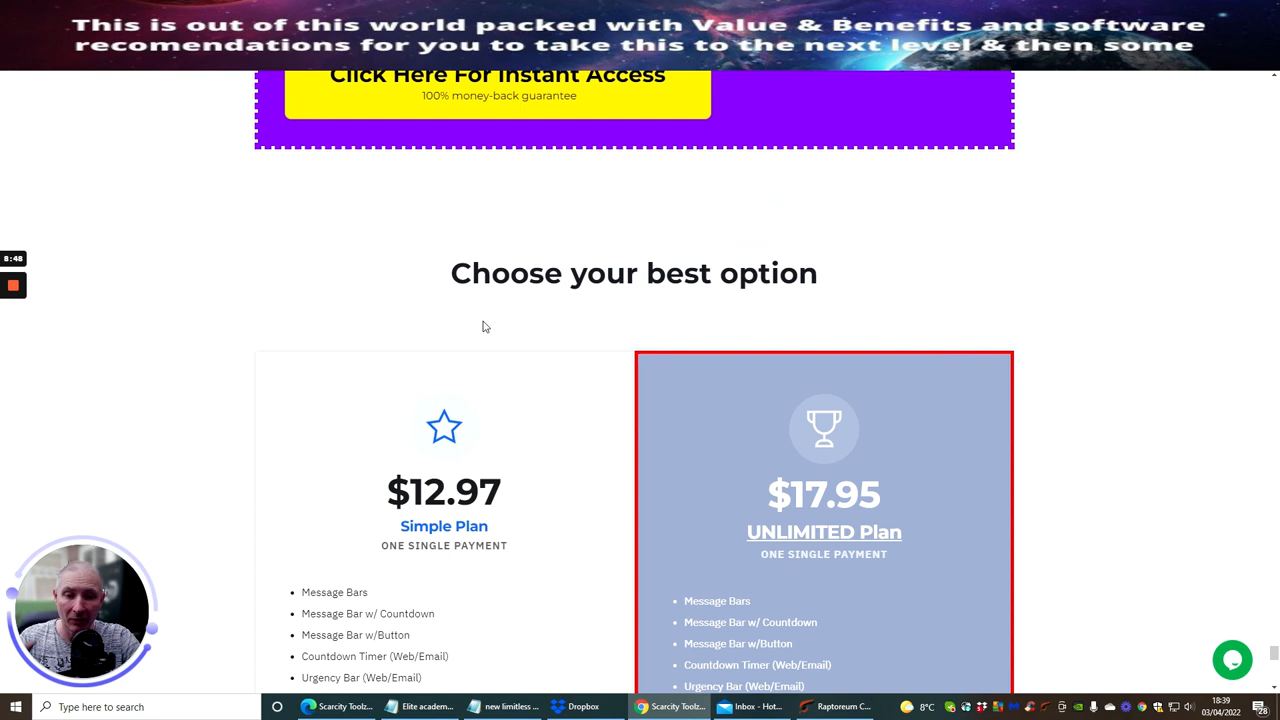 This is out of this world packed with Value & Benefits and software
recomendations for you to take this to the next level & then some
Click Here For Instant Access
100% money-back guarantee
8:48
Choose your best option
$12.97
Simple Plan
ONE SINGLE PAYMENT
Message Bars
Message Bar w/ Countdown
Message Bar w/Button
Countdown Timer (Web/Email)
Urgency Bar (Web/Email)
$17.95
UNLIMITED Plan
ONE SINGLE PAYMENT
Message Bars
Message Bar w/ Countdown
Message Bar w/Button
Countdown Timer (Web/Email)
Urgency Bar (Web/Email)
Type here to search
Scarcity Toolz...
Elite academ...
new limitless ...
Dropbox
Scarcity Toolz...
Inbox - Hot...
Raptoreum C...
8°C
18:39
03/04/2022
28